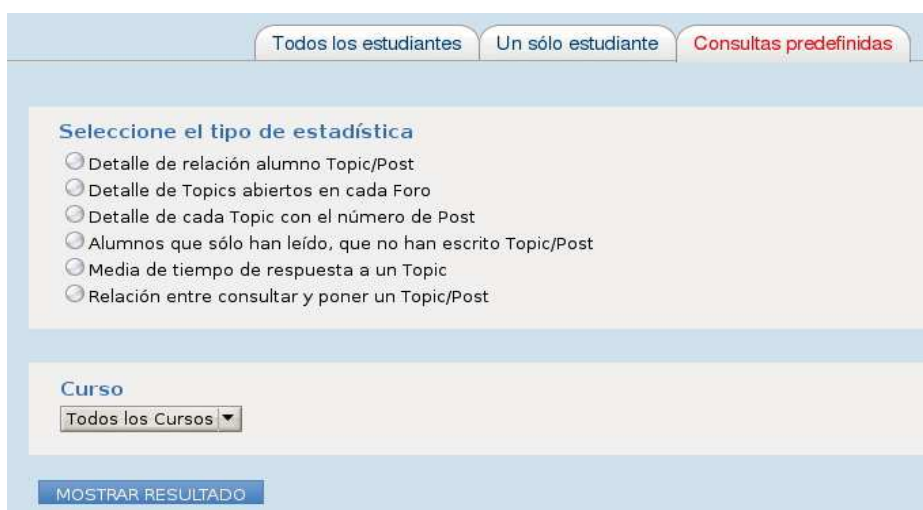 Todos los estudiantes Un sólo estudiante Consultas predefinidas
Seleccione el tipo de estadística
Detalle de relación alumno Topic/Post
Detalle de Topics abiertos en cada Foro
Detalle de cada Topic con el número de Post
Alumnos que sólo han leído, que no han escrito Topic/Post
Media de tiempo de respuesta a un Topic
Relación entre consultar y poner un Topic/Post
Curso
Todos los Cursos
MOSTRAR RESULTADO